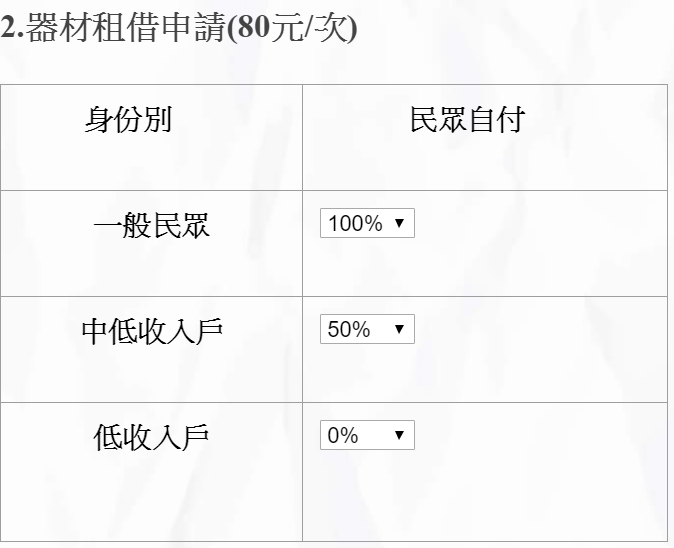 2.器材租借申請(80元/次)
身份別 民眾自付
一般民眾 100% ▼
中低收入戶 50% ▼
低收入戶 0% ▼